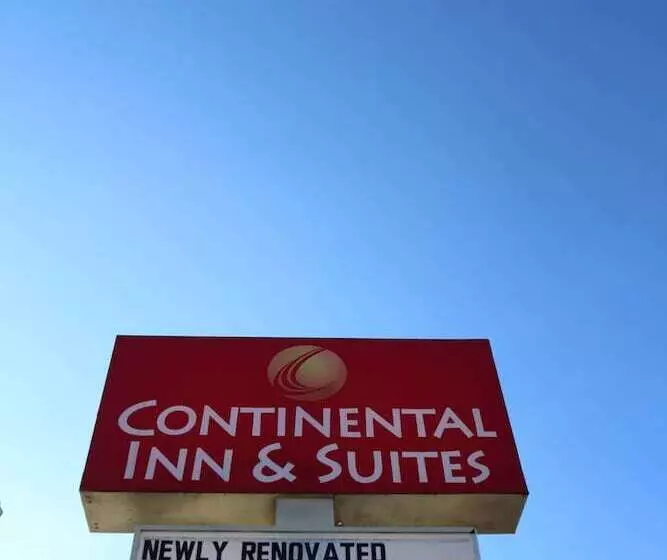 CONTINENTAL
INN & SUITES
NEWLY RENOVATED